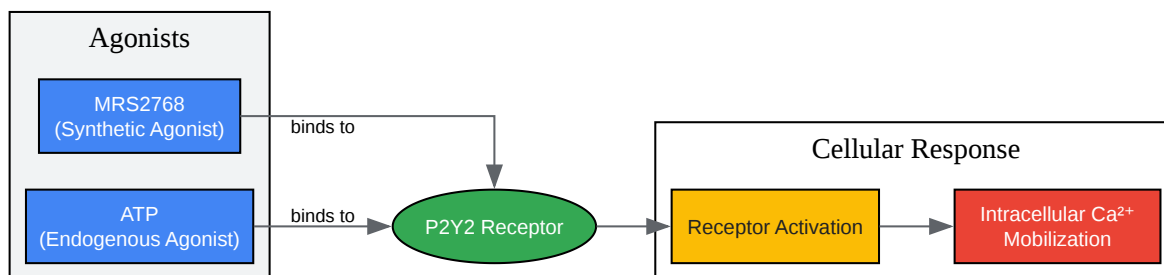 Agonists
MRS2768
(Synthetic Agonist)
binds to
ATP
(Endogenous Agonist)
binds to
P2Y2 Receptor
Cellular Response
Receptor Activation
Intracellular Ca²⁺
Mobilization